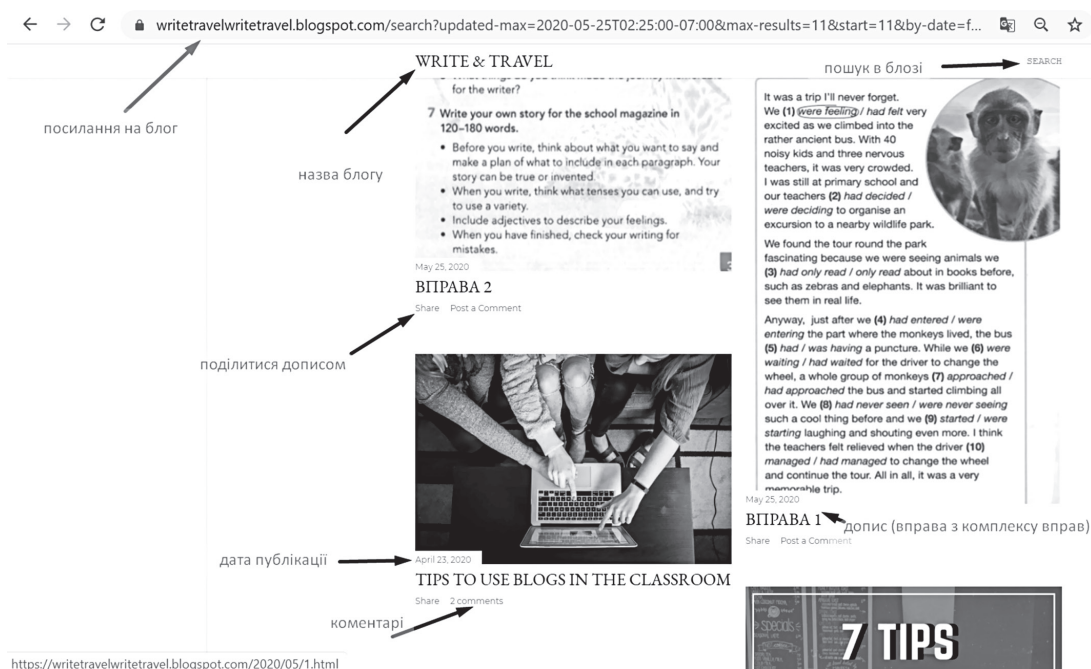 writetravelwritetravel.blogspot.com/search?updated-max=2020-05-25T02:25:00-07:00&max-results=11&start=11&by-date=f...
WRITE & TRAVEL
SEARCH
пошук в блозі
посилання на блог
назва блогу
for the writer?
7 Write your own story for the school magazine in
120–180 words.
• Before you write, think about what you want to say and
make a plan of what to include in each paragraph. Your
story can be true or invented.
• When you write, think what tenses you can use, and try
to use a variety.
• Include adjectives to describe your feelings.
• When you have finished, check your writing for
mistakes.
May 25, 2020
ВПРАВА 2
Share Post a Comment
поділитися дописом
дата публікації
April 23, 2020
TIPS TO USE BLOGS IN THE CLASSROOM
Share 2 comments
коментарі
It was a trip I'll never forget.
We (1) were feeling / had felt very
excited as we climbed into the
rather ancient bus. With 40
noisy kids and three nervous
teachers, it was very crowded.
I was still at primary school and
our teachers (2) had decided /
were deciding to organise an
excursion to a nearby wildlife park.
We found the tour round the park
fascinating because we were seeing animals we
(3) had only read / only read about in books before,
such as zebras and elephants. It was brilliant to
see them in real life.
Anyway, just after we (4) had entered / were
entering the part where the monkeys lived, the bus
(5) had / was having a puncture. While we (6) were
waiting / had waited for the driver to change the
wheel, a whole group of monkeys (7) approached /
had approached the bus and started climbing all
over it. We (8) had never seen / were never seeing
such a cool thing before and we (9) started / were
starting laughing and shouting even more. I think
the teachers felt relieved when the driver (10)
managed / had managed to change the wheel
and continue the tour. All in all, it was a very
memorable trip.
May 25, 2020
ВПРАВА 1
допис (вправа з комплексу вправ)
Share Post a Comment
specials
7 TIPS
https://writetravelwritetravel.blogspot.com/2020/05/1.html